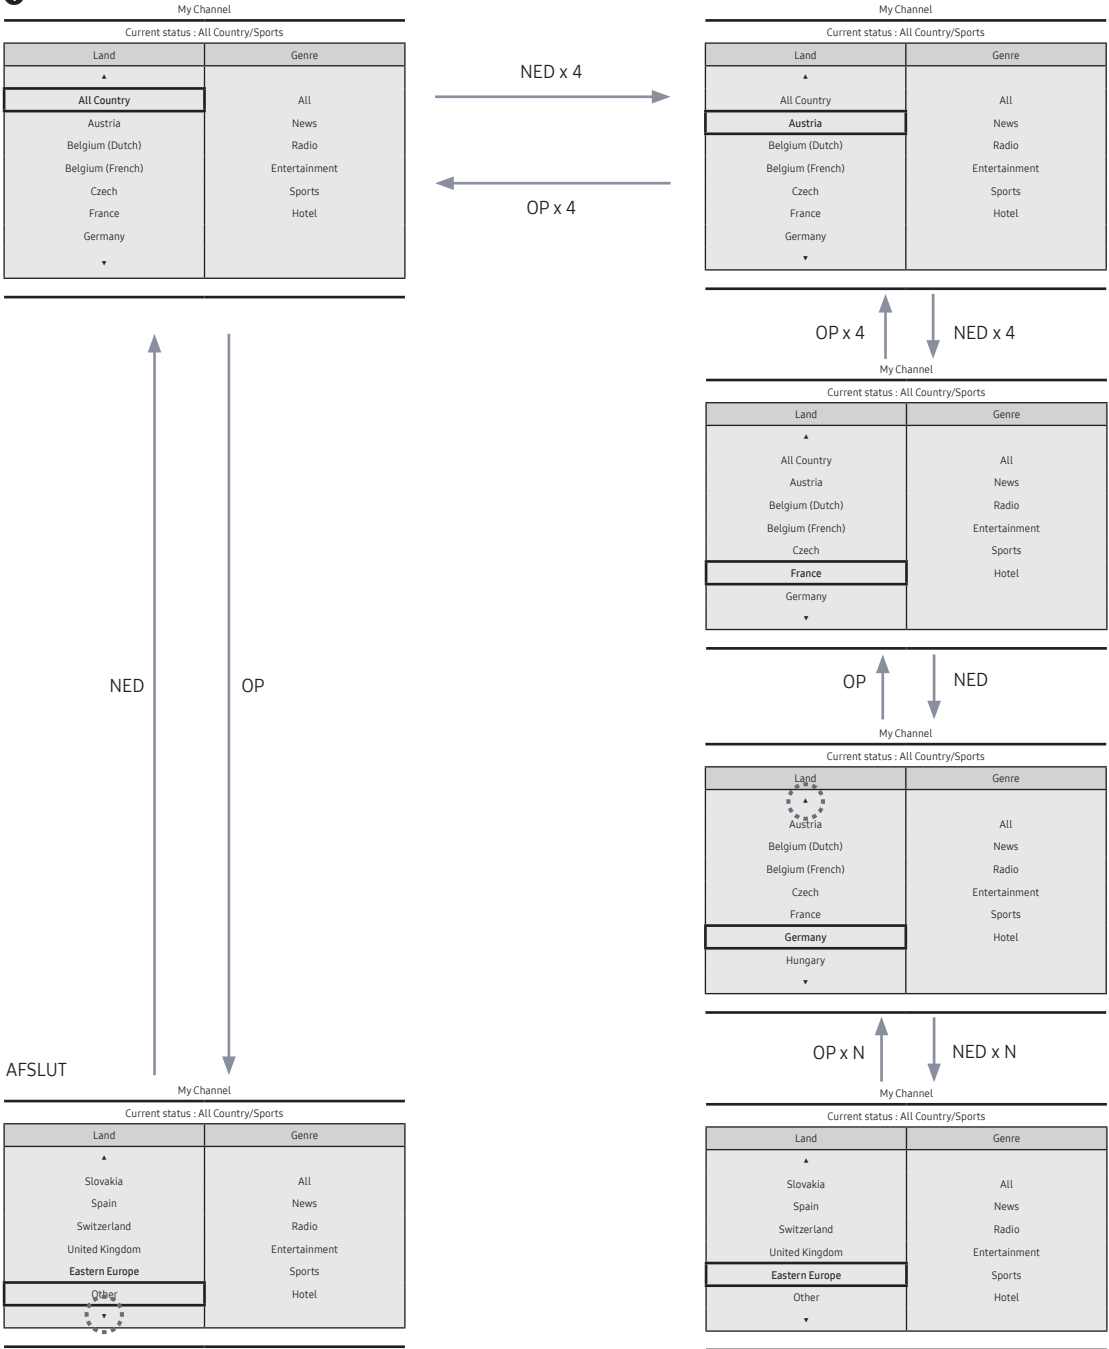 My Channel
Current status : All Country/Sports
Land Genre
▲
All Country All
Austria News
Belgium (Dutch) Radio
Belgium (French) Entertainment
Czech Sports
France Hotel
Germany
▼
NED x 4
OP x 4
My Channel
Current status : All Country/Sports
Land Genre
▲
All Country All
Austria News
Belgium (Dutch) Radio
Belgium (French) Entertainment
Czech Sports
France Hotel
Germany
▼
OP x 4 NED x 4
My Channel
Current status : All Country/Sports
Land Genre
▲
All Country All
Austria News
Belgium (Dutch) Radio
Belgium (French) Entertainment
Czech Sports
France Hotel
Germany
▼
NED OP
OP NED
My Channel
Current status : All Country/Sports
Land Genre
▲
Austria All
Belgium (Dutch) News
Belgium (French) Radio
Czech Entertainment
France Sports
Germany Hotel
Hungary
▼
OP x N NED x N
AFSLUT
My Channel
Current status : All Country/Sports
Land Genre
▲
Slovakia All
Spain News
Switzerland Radio
United Kingdom Entertainment
Eastern Europe Sports
Other Hotel
▼
My Channel
Current status : All Country/Sports
Land Genre
▲
Slovakia All
Spain News
Switzerland Radio
United Kingdom Entertainment
Eastern Europe Sports
Other Hotel
▼